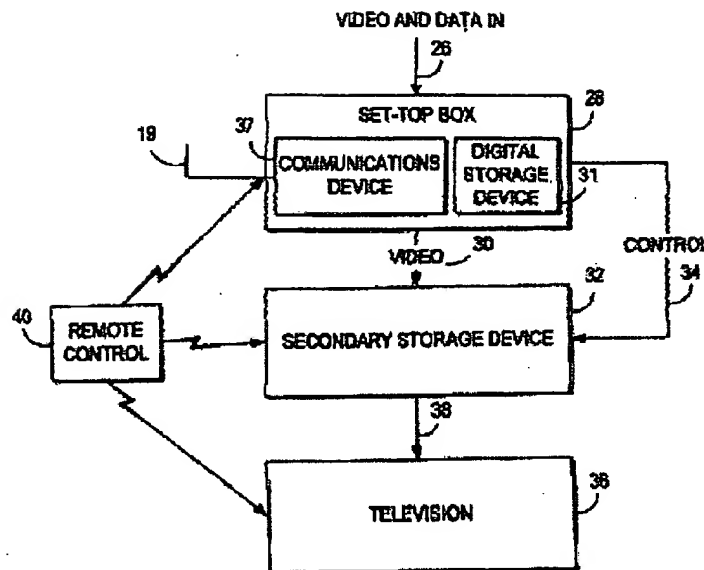 VIDEO AND DATA IN
26
SET-TOP BOX
28
19
37
COMMUNICATIONS
DEVICE
DIGITAL
STORAGE
DEVICE
31
VIDEO
30
CONTROL
34
32
40
REMOTE
CONTROL
SECONDARY STORAGE DEVICE
38
36
TELEVISION